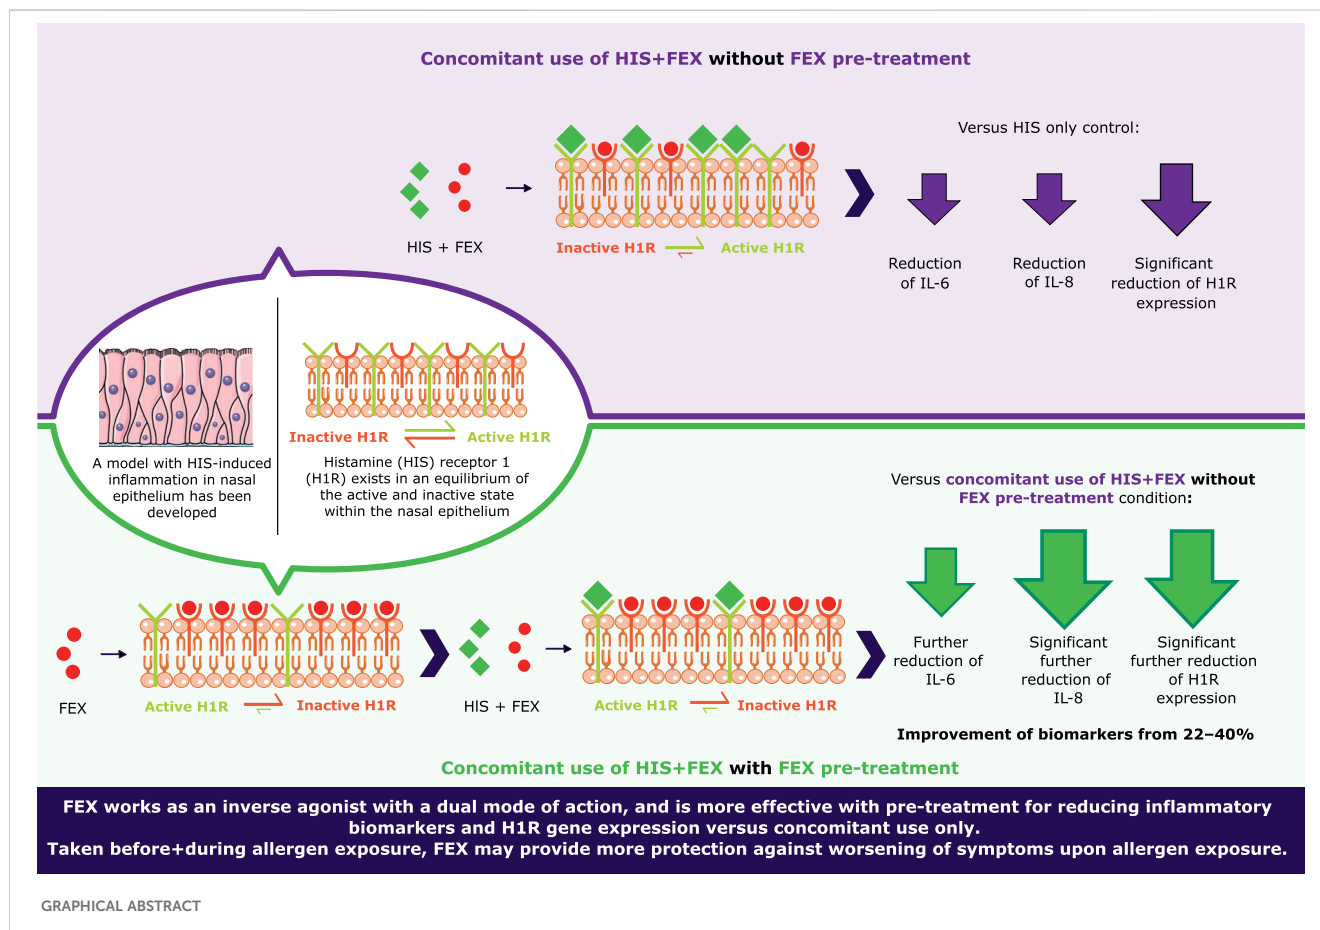 Concomitant use of HIS+FEX without FEX pre-treatment
Versus HIS only control:
HIS + FEX
Inactive H1R
Active H1R
Reduction
of IL-6
Reduction
of IL-8
Significant
reduction of H1R
expression
A model with HIS-induced
inflammation in nasal
epithelium has been
developed
Inactive H1R
Active H1R
Histamine (HIS) receptor 1
(H1R) exists in an equilibrium of
the active and inactive state
within the nasal epithelium
Versus concomitant use of HIS+FEX without
FEX pre-treatment condition:
FEX
Active H1R
Inactive H1R
HIS + FEX
Active H1R
Inactive H1R
Further
reduction of
IL-6
Significant
further
reduction of
IL-8
Significant
further reduction
of H1R
expression
Improvement of biomarkers from 22–40%
Concomitant use of HIS+FEX with FEX pre-treatment
FEX works as an inverse agonist with a dual mode of action, and is more effective with pre-treatment for reducing inflammatory
biomarkers and H1R gene expression versus concomitant use only.
Taken before+during allergen exposure, FEX may provide more protection against worsening of symptoms upon allergen exposure.
GRAPHICAL ABSTRACT